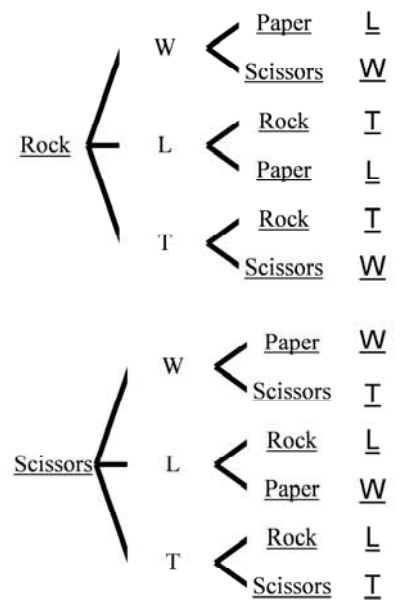 Paper L
W
Scissors W
Rock T
Rock L
Paper L
Rock T
T
Scissors W
Paper W
W
Scissors T
Rock L
Scissors L
Paper W
Rock L
T
Scissors T